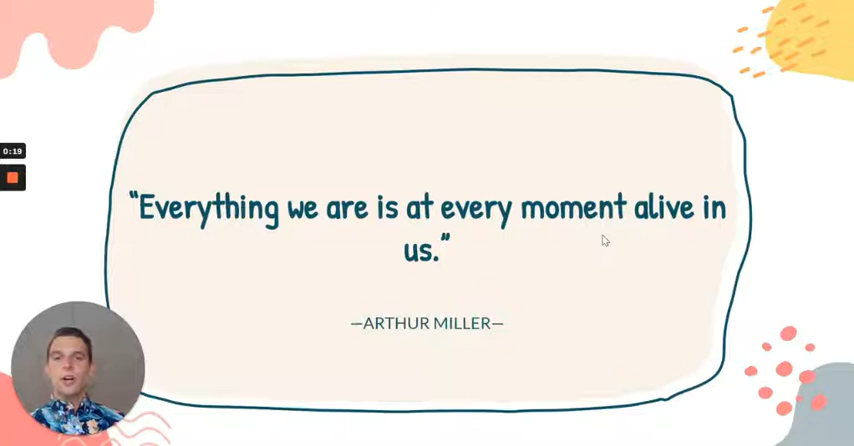 0:19
“Everything we are is at every moment alive in
us.”
—ARTHUR MILLER—